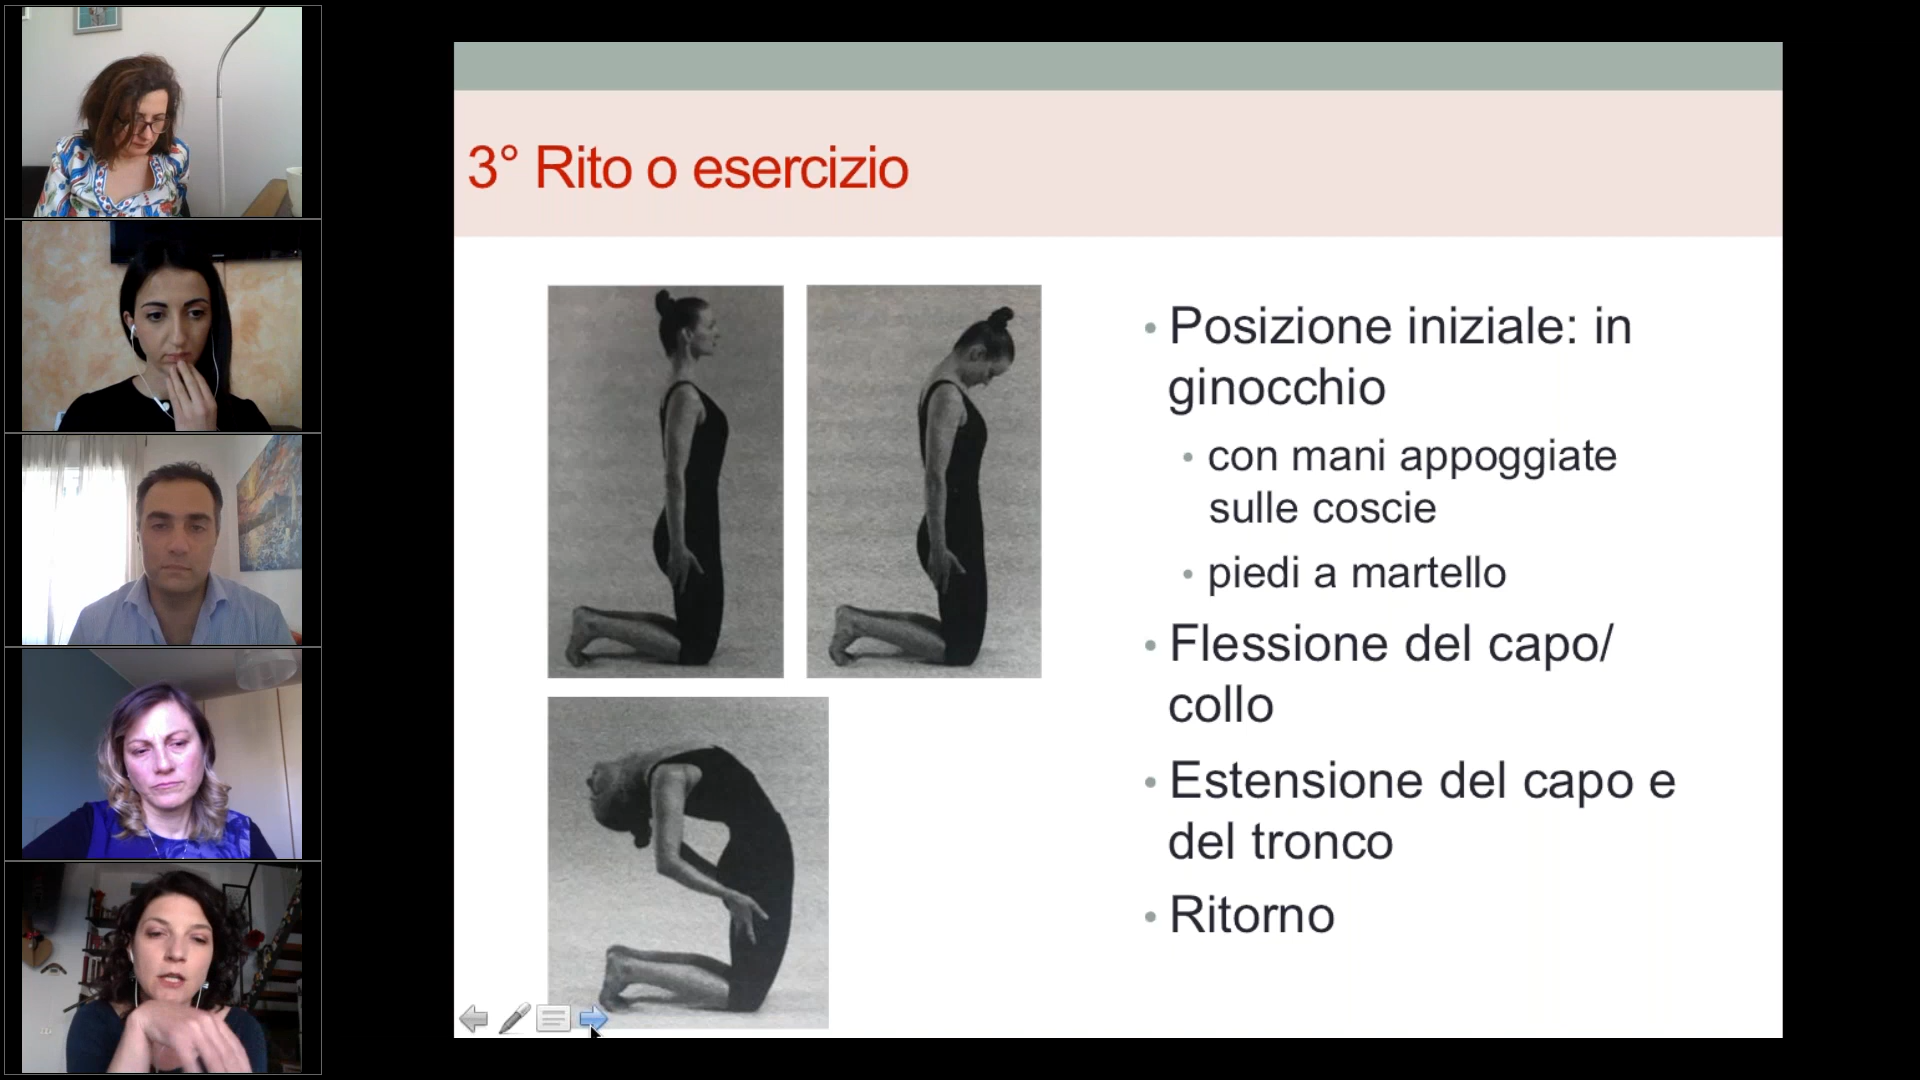 3° Rito o esercizio
Posizione iniziale: in
ginocchio
con mani appoggiate
sulle coscie
piedi a martello
Flessione del capo/
collo
Estensione del capo e
del tronco
Ritorno